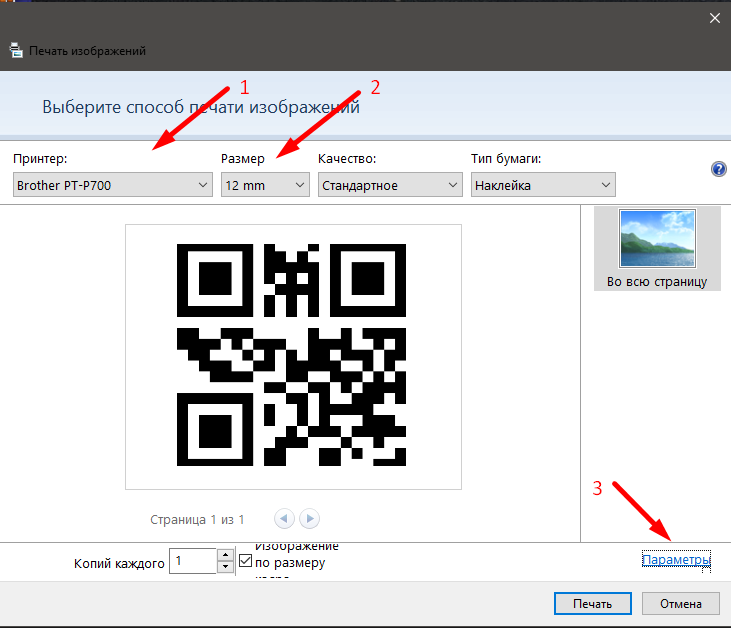 Печать изображений
1
2
Выберите способ печати изображений
Принтер:
Размер
Качество:
Тип бумаги:
Brother PT-P700
12 mm
Стандартное
Наклейка
?
Во всю страницу
3
Страница 1 из 1
Копий каждого
1
Изображение
по размеру
Параметры
Печать
Отмена